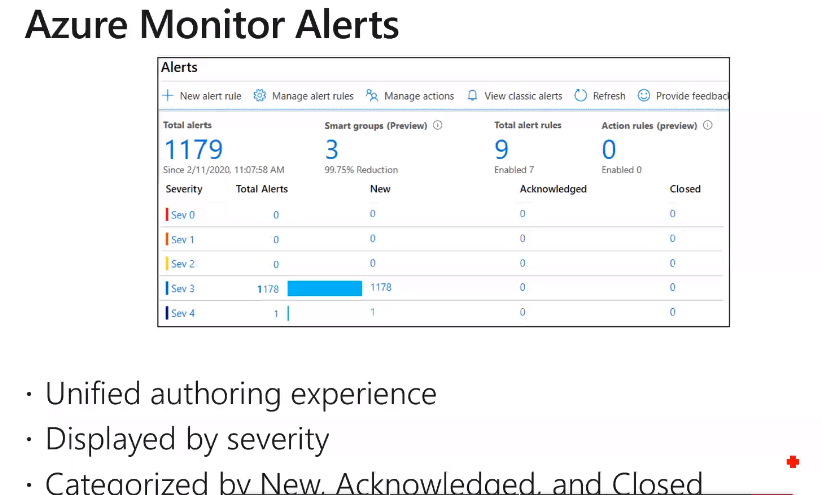 Azure Monitor Alerts
Alerts
New alert rule Manage alert rules Manage actions View classic alerts Refresh Provide feedback
Total alerts Smart groups (Preview) Total alert rules Action rules (preview)
1179 3 9 0
Since 2/11/2020, 11:07:58 AM 99.75% Reduction Enabled 7 Enabled 0
Severity Total Alerts New Acknowledged Closed
Sev 0 0 0 0 0
Sev 1 0 0 0 0
Sev 2 0 0 0 0
Sev 3 1178 1178 0 0
Sev 4 1 1 0 0
· Unified authoring experience
· Displayed by severity
· Categorized by New, Acknowledged, and Closed